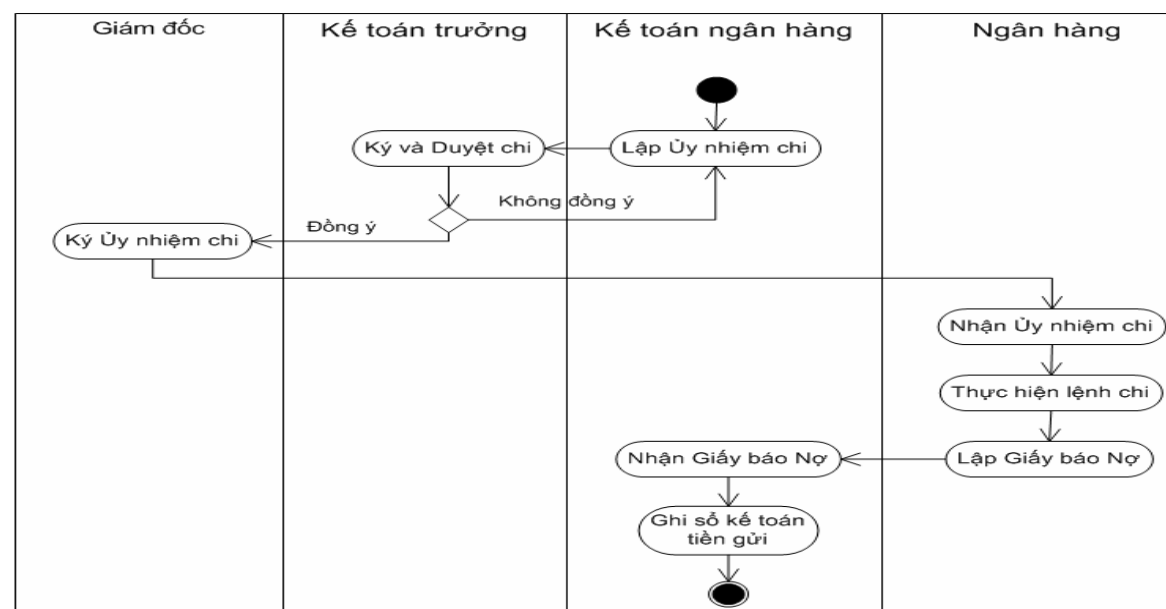 Giám đốc
Kế toán trưởng
Kế toán ngân hàng
Ngân hàng
Ký và Duyệt chi
Lập Ủy nhiệm chi
Không đồng ý
Đồng ý
Ký Ủy nhiệm chi
Nhận Ủy nhiệm chi
Thực hiện lệnh chi
Nhận Giấy báo Nợ
Lập Giấy báo Nợ
Ghi sổ kế toán
tiền gửi